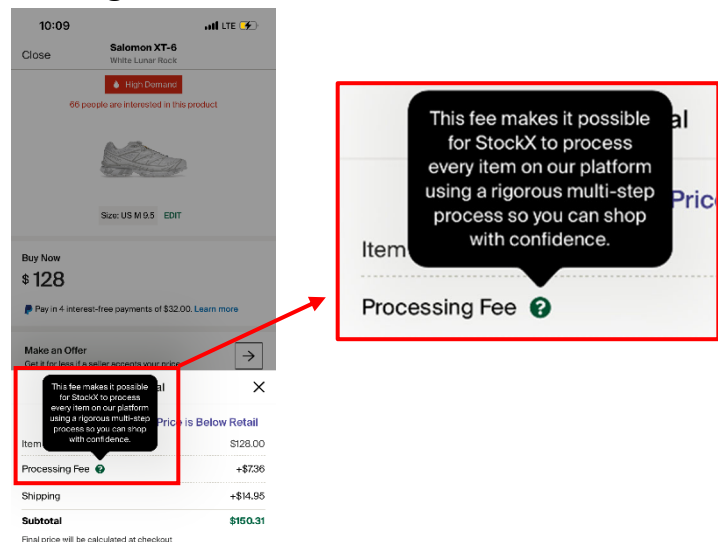 10:09
LTE
Close
Salomon XT-6
White Lunar Rock
High Demand
66 people are interested in this product
Size: US M 9.5 EDIT
Buy Now
$128
Pay in 4 interest-free payments of $32.00. Learn more
Make an Offer
Get it for less if a seller accepts your price
This fee makes it possible
for StockX to process
every item on our platform
using a rigorous multi-step
process so you can shop
with confidence.
al
Price is Below Retail
Item
$128.00
Processing Fee ?
+$7.36
Shipping
+$14.95
Subtotal
$150.31
Final price will be calculated at checkout
This fee makes it possible
for StockX to process
every item on our platform
using a rigorous multi-step
process so you can shop
with confidence.
al
Pric
Item
Processing Fee ?